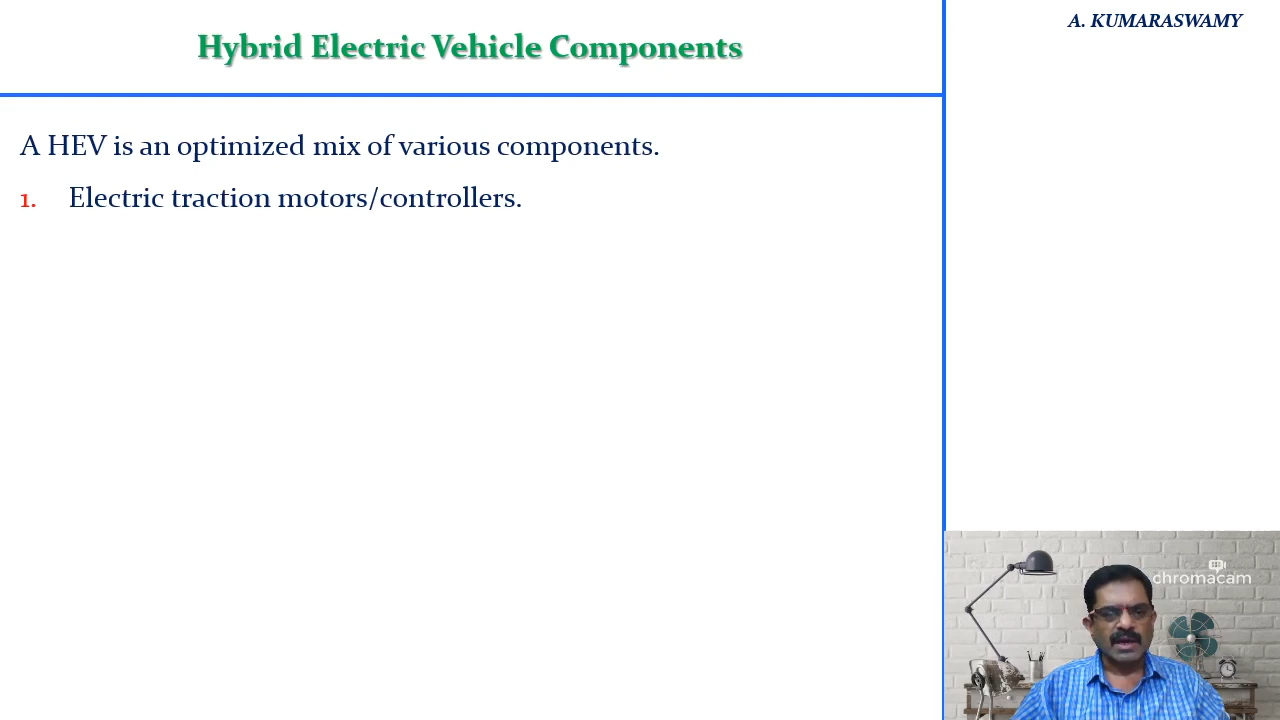 Hybrid Electric Vehicle Components
A. KUMARASWAMY
A HEV is an optimized mix of various components.
1. Electric traction motors/controllers.
chromacam